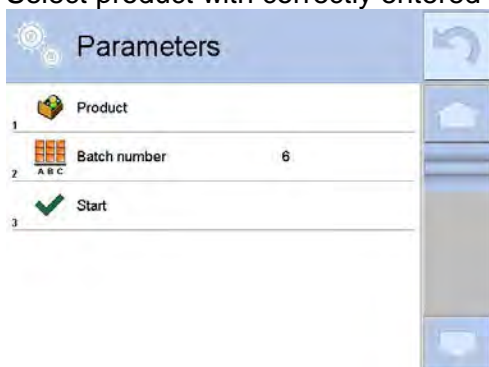 Select product with correctly entered
Parameters
1 Product
2 ABC Batch number 6
3 Start